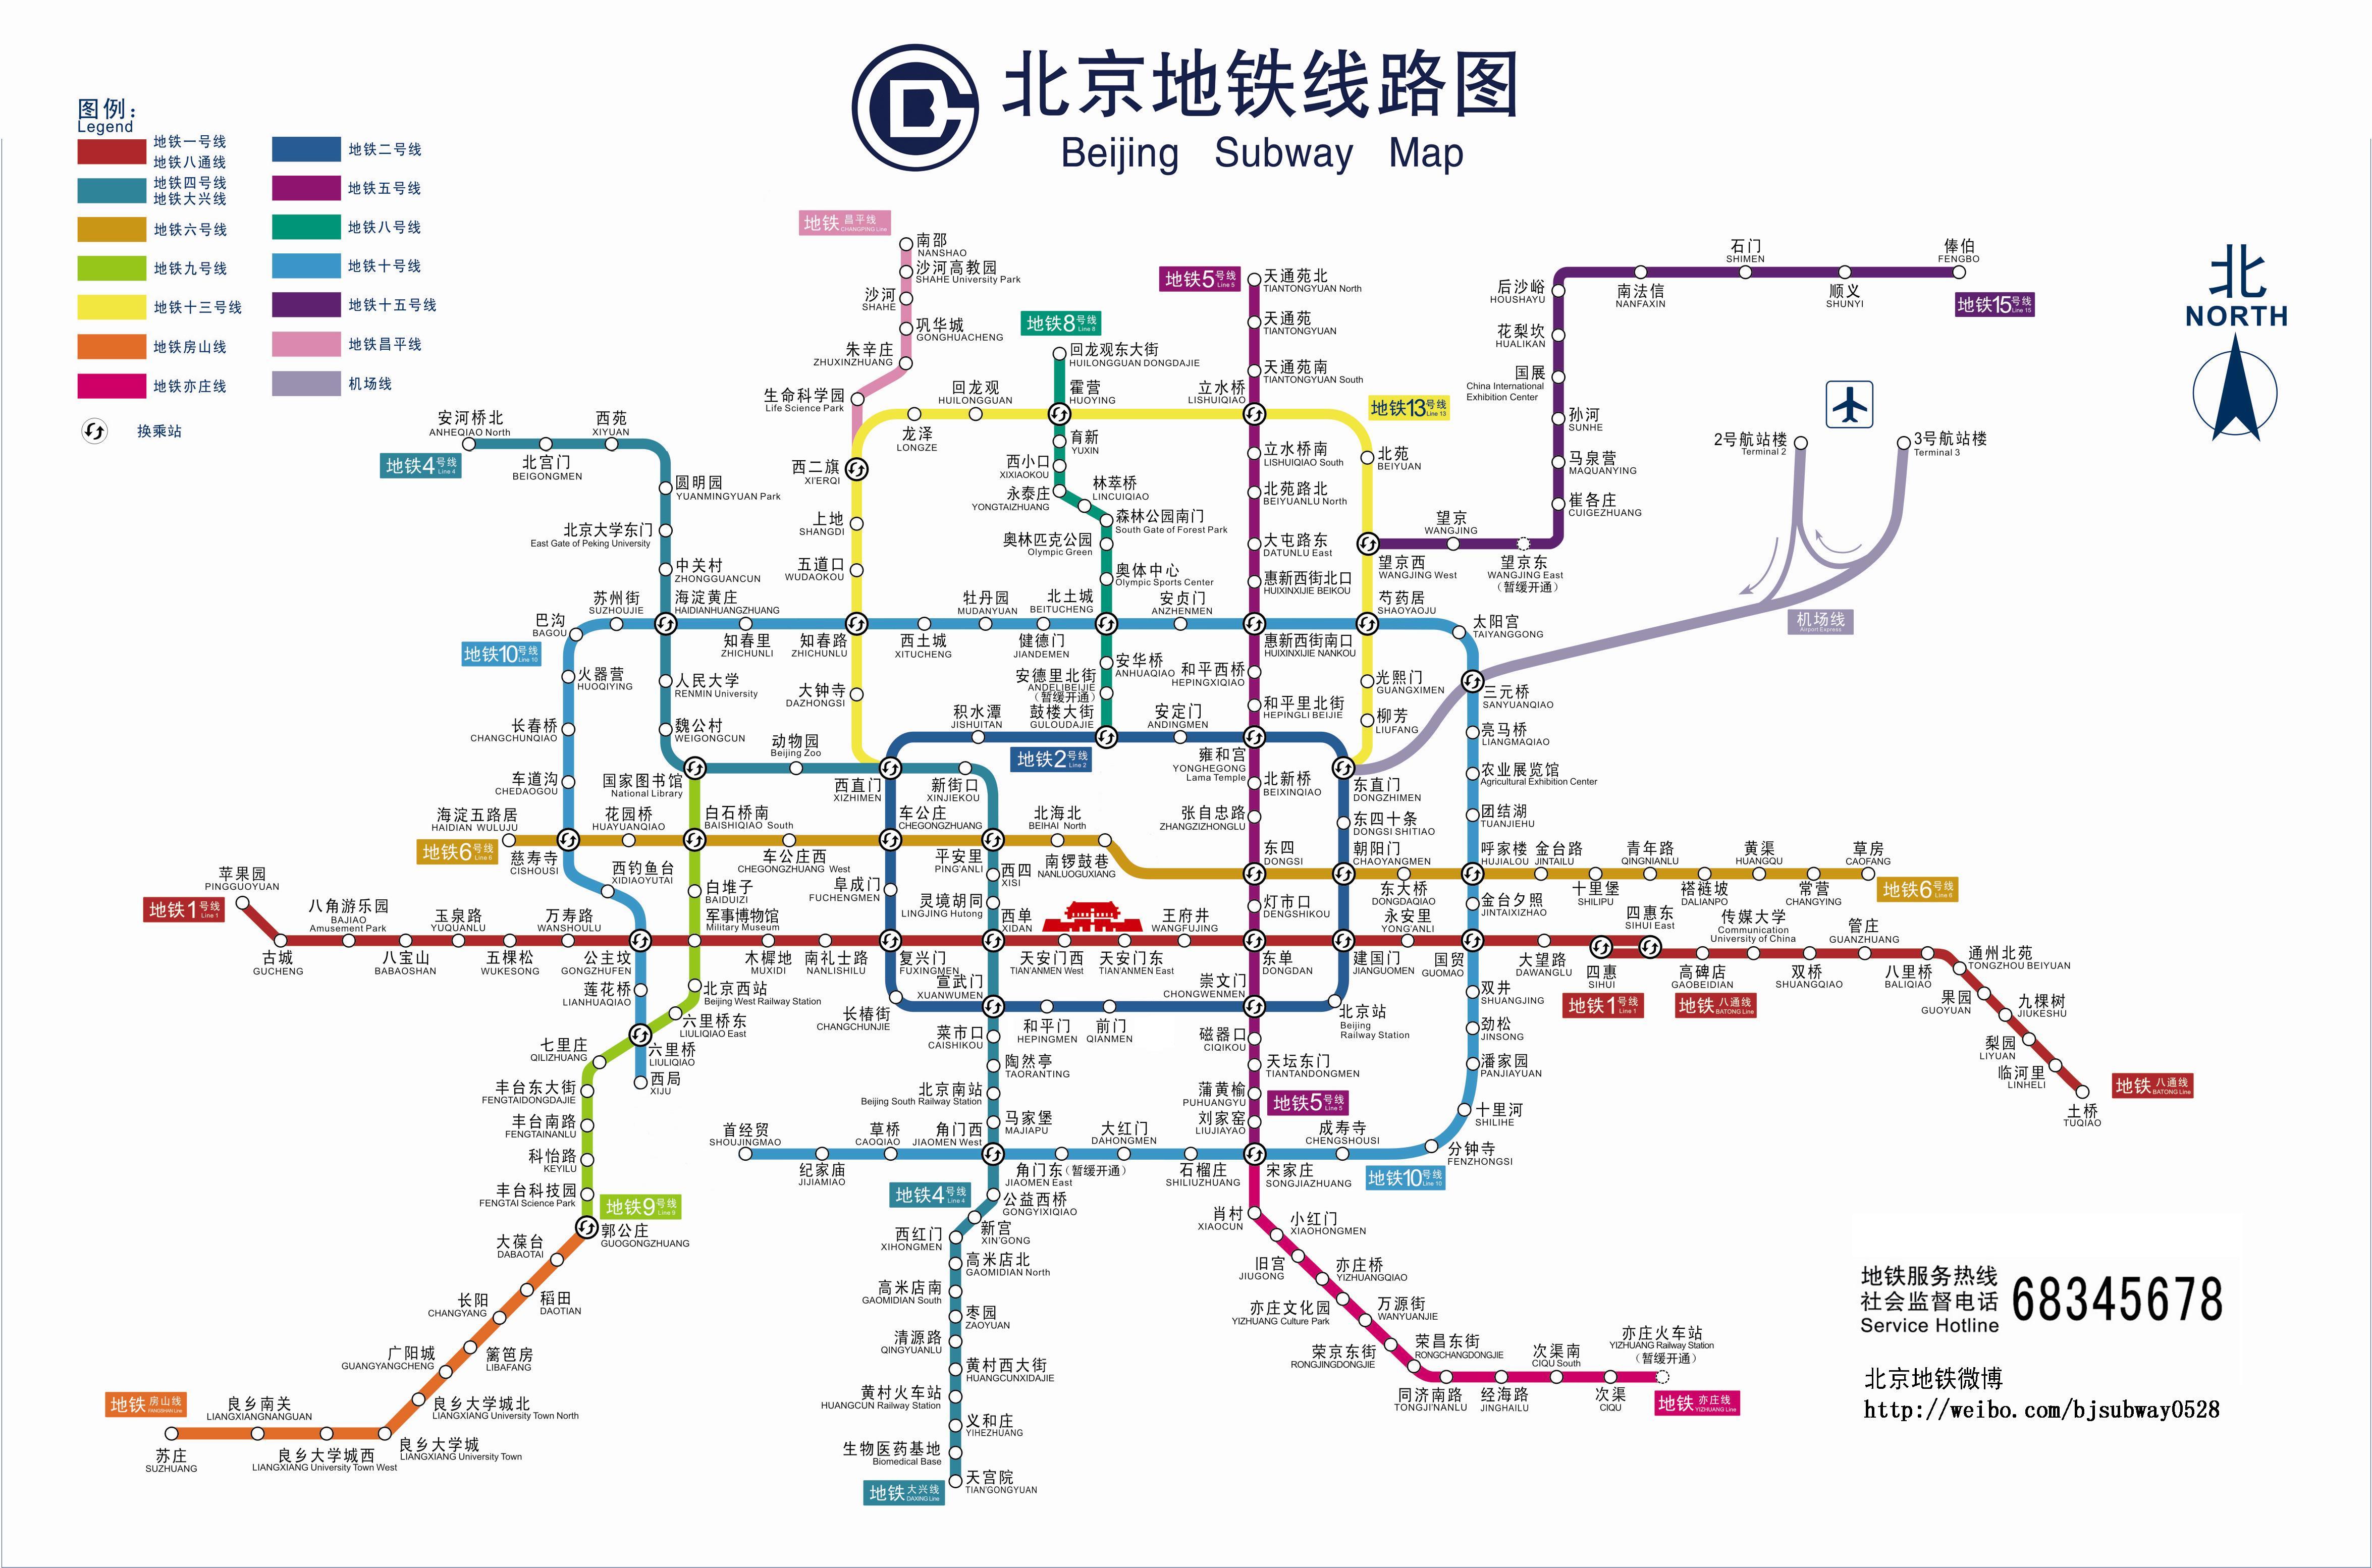 北京地铁线路图
Beijing Subway Map
图例：
Legend
地铁一号线
地铁八通线
地铁二号线
地铁四号线
地铁大兴线
地铁五号线
地铁六号线
地铁八号线
地铁九号线
地铁十号线
地铁十三号线
地铁十五号线
地铁房山线
地铁昌平线
地铁亦庄线
机场线
换乘站
北
NORTH
地铁 昌平线
CHANGPING Line
南邵
NANSHAO
沙河高教园
SHAHE University Park
沙河
SHAHE
巩华城
GONGHUACHENG
朱辛庄
ZHUXINZHUANG
生命科学园
Life Science Park
西二旗
XI'ERQI
地铁8号线
Line 8
回龙观东大街
HUILONGGUAN DONGDAJIE
霍营
HUOYING
育新
YUXIN
西小口
XIXIAOKOU
永泰庄
YONGTAIZHUANG
林萃桥
LINCUIQIAO
森林公园南门
South Gate of Forest Park
奥林匹克公园
Olympic Green
奥体中心
Olympic Sports Center
北土城
BEITUCHENG
安华桥
ANHUAQIAO
安德里北街
ANDELIBEIJIE
（暂缓开通）
鼓楼大街
GULOUDAJIE
地铁5号线
Line 5
天通苑北
TIANTONGYUAN North
天通苑
TIANTONGYUAN
天通苑南
TIANTONGYUAN South
立水桥
LISHUIQIAO
立水桥南
LISHUIQIAO South
北苑路北
BEIYUANLU North
大屯路东
DATUNLU East
惠新西街北口
HUIXINXIJIE BEIKOU
惠新西街南口
HUIXINXIJIE NANKOU
和平西桥
HEPINGXIQIAO
和平里北街
HEPINGLI BEIJIE
雍和宫
YONGHEGONG
Lama Temple
北新桥
BEIXINQIAO
张自忠路
ZHANGZIZHONGLU
东四
DONGSI
灯市口
DENGSHIKOU
东单
DONGDAN
崇文门
CHONGWENMEN
磁器口
CIQIKOU
天坛东门
TIANTANDONGMEN
蒲黄榆
PUHUANGYU
地铁5号线
Line 5
刘家窑
LIUJIAYAO
宋家庄
SONGJIAZHUANG
地铁13号线
Line 13
回龙观
HUILONGGUAN
龙泽
LONGZE
上地
SHANGDI
五道口
WUDAOKOU
知春路
ZHICHUNLU
大钟寺
DAZHONGSI
西直门
XIZHIMEN
北苑
BEIYUAN
望京西
WANGJING West
芍药居
SHAOYAOJU
光熙门
GUANGXIMEN
柳芳
LIUFANG
东直门
DONGZHIMEN
地铁15号线
Line 15
俸伯
FENGBO
顺义
SHUNYI
石门
SHIMEN
南法信
NANFAXIN
后沙峪
HOUSHAYU
花梨坎
HUALIKAN
国展
China International
Exhibition Center
孙河
SUNHE
马泉营
MAQUANYING
崔各庄
CUIGEZHUANG
望京
WANGJING
望京东
WANGJING East
（暂缓开通）
2号航站楼
Terminal 2
3号航站楼
Terminal 3
机场线
Airport Express
地铁4号线
Line 4
安河桥北
ANHEQIAO North
北宫门
BEIGONGMEN
西苑
XIYUAN
圆明园
YUANMINGYUAN Park
北京大学东门
East Gate of Peking University
中关村
ZHONGGUANCUN
海淀黄庄
HAIDIANHUANGZHUANG
人民大学
RENMIN University
魏公村
WEIGONGCUN
国家图书馆
National Library
动物园
Beijing Zoo
新街口
XINJIEKOU
平安里
PING'ANLI
西四
XISI
灵境胡同
LINGJING Hutong
西单
XIDAN
宣武门
XUANWUMEN
菜市口
CAISHIKOU
陶然亭
TAORANTING
北京南站
Beijing South Railway Station
马家堡
MAJIAPU
角门西
JIAOMEN West
地铁4号线
Line 4
公益西桥
GONGYIXIQIAO
新宫
XIN'GONG
西红门
XIHONGMEN
高米店北
GAOMIDIAN North
高米店南
GAOMIDIAN South
枣园
ZAOYUAN
清源路
QINGYUANLU
黄村西大街
HUANGCUNXIDAJIE
黄村火车站
HUANGCUN Railway Station
义和庄
YIHEZHUANG
生物医药基地
Biomedical Base
天宫院
TIAN'GONGYUAN
地铁 大兴线
DAXING Line
地铁10号线
Line 10
巴沟
BAGOU
苏州街
SUZHOUJIE
知春里
ZHICHUNLI
西土城
XITUCHENG
牡丹园
MUDANYUAN
健德门
JIANDEMEN
安贞门
ANZHENMEN
太阳宫
TAIYANGGONG
三元桥
SANYUANQIAO
亮马桥
LIANGMAQIAO
农业展览馆
Agricultural Exhibition Center
团结湖
TUANJIEHU
呼家楼
HUJIALOU
金台夕照
JINTAIXIZHAO
国贸
GUOMAO
双井
SHUANGJING
劲松
JINSONG
潘家园
PANJIAYUAN
十里河
SHILIHE
分钟寺
FENZHONGSI
地铁10号线
Line 10
成寿寺
CHENGSHOUSI
石榴庄
SHILIUZHUANG
大红门
DAHONGMEN
角门东（暂缓开通）
JIAOMEN East
草桥
CAOQIAO
纪家庙
JIJIAMIAO
首经贸
SHOUJINGMAO
火器营
HUOQIYING
长春桥
CHANGCHUNQIAO
车道沟
CHEDAOGOU
慈寿寺
CISHOUSI
西钓鱼台
XIDIAOYUTAI
公主坟
GONGZHUFEN
莲花桥
LIANHUAQIAO
六里桥
LIULIQIAO
西局
XIJU
地铁2号线
Line 2
积水潭
JISHUITAN
安定门
ANDINGMEN
东四十条
DONGSI SHITIAO
朝阳门
CHAOYANGMEN
建国门
JIANGUOMEN
北京站
Beijing
Railway Station
前门
QIANMEN
和平门
HEPINGMEN
长椿街
CHANGCHUNJIE
复兴门
FUXINGMEN
阜成门
FUCHENGMEN
车公庄
CHEGONGZHUANG
地铁6号线
Line 6
海淀五路居
HAIDIAN WULUJU
花园桥
HUAYUANQIAO
白石桥南
BAISHIQIAO South
车公庄西
CHEGONGZHUANG West
北海北
BEIHAI North
南锣鼓巷
NANLUOGUXIANG
东大桥
DONGDAQIAO
金台路
JINTAILU
十里堡
SHILIPU
青年路
QINGNIANLU
褡裢坡
DALIANPO
黄渠
HUANGQU
常营
CHANGYING
草房
CAOFANG
地铁6号线
Line 6
地铁1号线
Line 1
苹果园
PINGGUOYUAN
古城
GUCHENG
八角游乐园
BAJIAO
Amusement Park
八宝山
BABAOSHAN
玉泉路
YUQUANLU
五棵松
WUKESONG
万寿路
WANSHOULU
军事博物馆
Military Museum
木樨地
MUXIDI
南礼士路
NANLISHILU
天安门西
TIAN'ANMEN West
天安门东
TIAN'ANMEN East
王府井
WANGFUJING
永安里
YONG'ANLI
大望路
DAWANGLU
四惠
SIHUI
四惠东
SIHUI East
地铁1号线
Line 1
地铁 八通线
BATONG Line
高碑店
GAOBEIDIAN
传媒大学
Communication
University of China
双桥
SHUANGQIAO
管庄
GUANZHUANG
八里桥
BALIQIAO
通州北苑
TONGZHOU BEIYUAN
果园
GUOYUAN
九棵树
JIUKESHU
梨园
LIYUAN
临河里
LINHELI
土桥
TUQIAO
地铁 八通线
BATONG Line
白堆子
BAIDUIZI
北京西站
Beijing West Railway Station
六里桥东
LIULIQIAO East
七里庄
QILIZHUANG
丰台东大街
FENGTAIDONGDAJIE
丰台南路
FENGTAINANLU
科怡路
KEYILU
丰台科技园
FENGTAI Science Park
地铁9号线
Line 9
郭公庄
GUOGONGZHUANG
大葆台
DABAOTAI
稻田
DAOTIAN
长阳
CHANGYANG
篱笆房
LIBAFANG
广阳城
GUANGYANGCHENG
良乡大学城北
LIANGXIANG University Town North
良乡大学城
LIANGXIANG University Town
良乡大学城西
LIANGXIANG University Town West
良乡南关
LIANGXIANGNANGUAN
苏庄
SUZHUANG
地铁 房山线
FANGSHAN Line
肖村
XIAOCUN
小红门
XIAOHONGMEN
旧宫
JIUGONG
亦庄桥
YIZHUANGQIAO
亦庄文化园
YIZHUANG Culture Park
万源街
WANYUANJIE
荣京东街
RONGJINGDONGJIE
荣昌东街
RONGCHANGDONGJIE
同济南路
TONGJI'NANLU
经海路
JINGHAILU
次渠南
CIQU South
次渠
CIQU
亦庄火车站
YIZHUANG Railway Station
（暂缓开通）
地铁 亦庄线
YIZHUANG Line
地铁服务热线
社会监督电话
Service Hotline
68345678
北京地铁微博
http://weibo.com/bjsubway0528